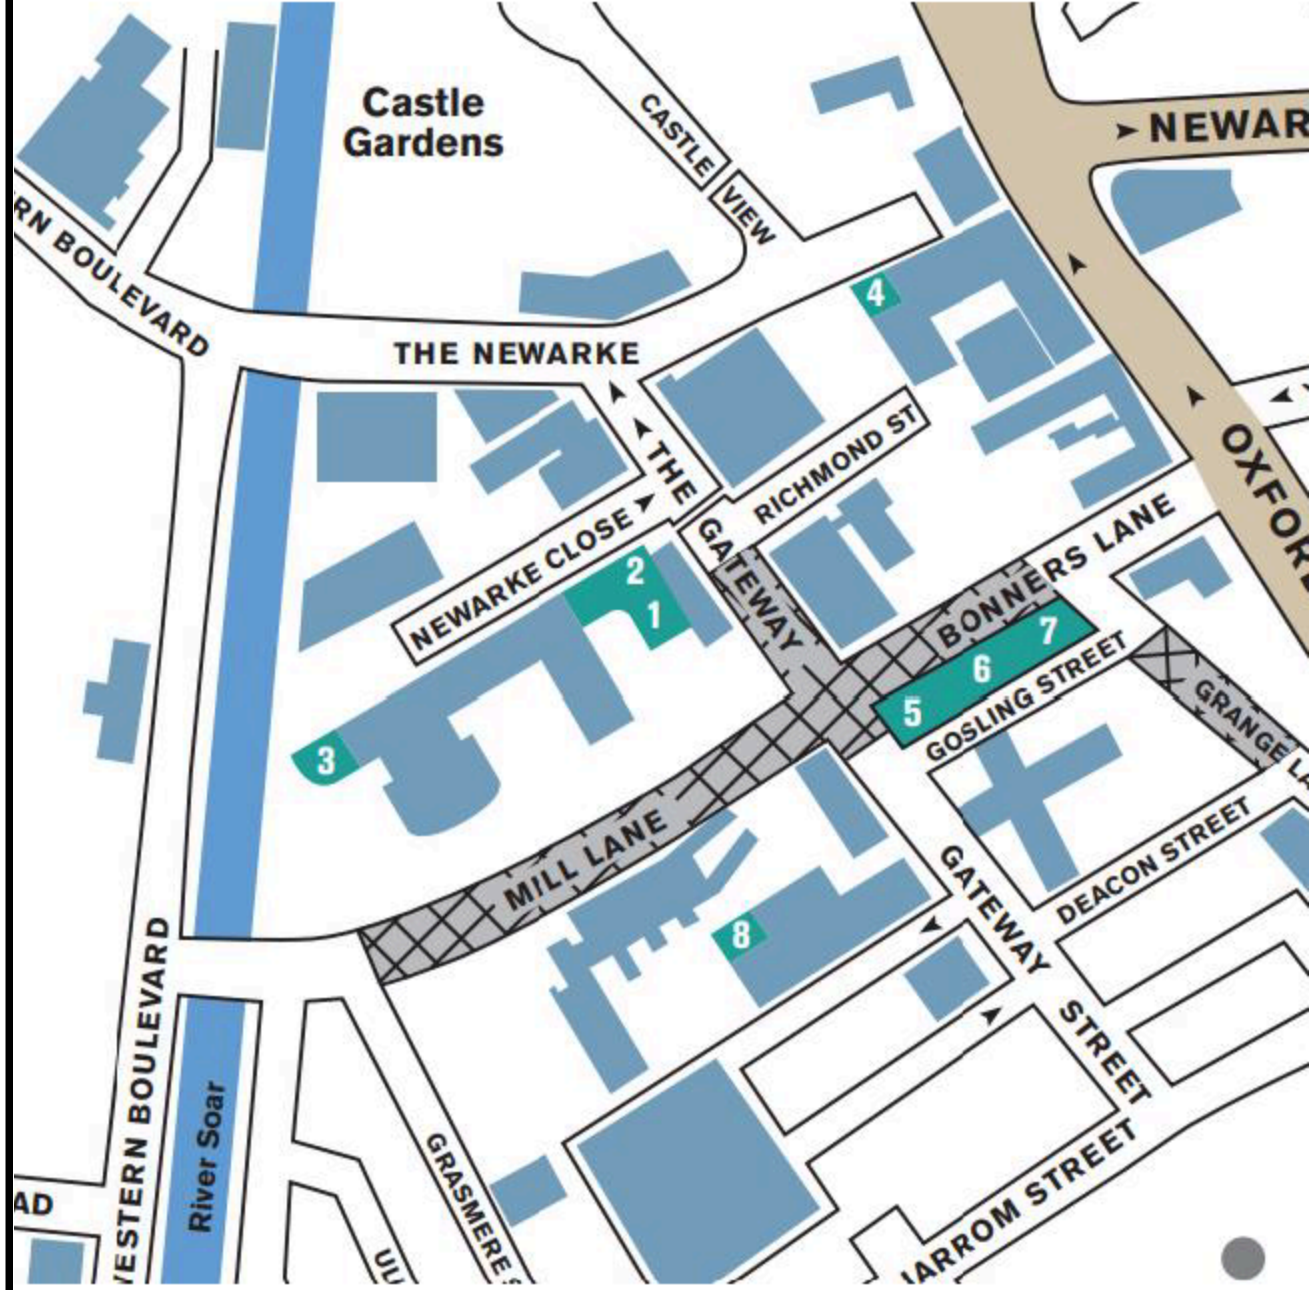 Castle
Gardens
CASTLE
VIEW
NEWAR
RN BOULEVARD
4
THE NEWARKE
OXFORD
RICHMOND ST
THE
GATEWAY
NEWARKE CLOSE
2
1
BONNERS LANE
7
6
5
GOSLING STREET
GRANGE LA
3
MILL LANE
DEACON STREET
GATEWAY
STREET
8
WESTERN BOULEVARD
River Soar
GRASMERE S
AD
UL
JARROM STREET